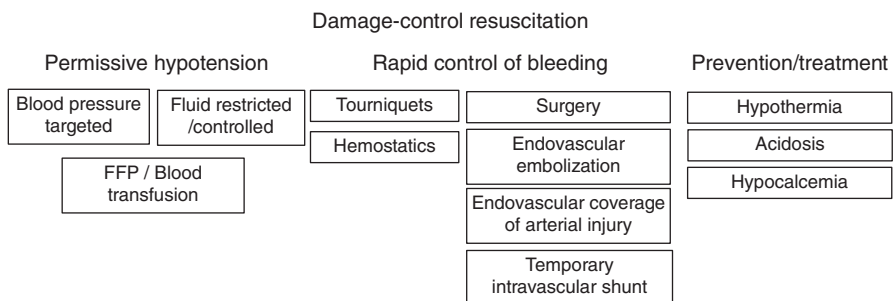 Damage-control resuscitation
Permissive hypotension
Blood pressure
targeted
Fluid restricted
/controlled
FFP / Blood
transfusion
Rapid control of bleeding
Tourniquets
Hemostatics
Surgery
Endovascular
embolization
Endovascular coverage
of arterial injury
Temporary
intravascular shunt
Prevention/treatment
Hypothermia
Acidosis
Hypocalcemia